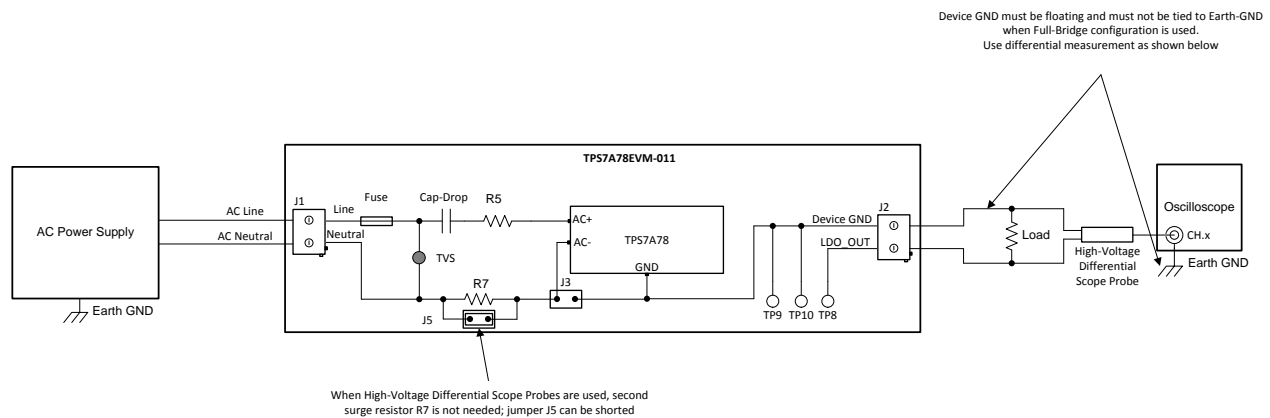 Device GND must be floating and must not be tied to Earth-GND
when Full-Bridge configuration is used.
Use differential measurement as shown below
TPS7A78EVM-011
AC Power Supply
Earth GND
AC Line
AC Neutral
J1
Line
Neutral
Fuse
Cap-Drop
R5
TVS
R7
J5
J3
AC+
AC-
TPS7A78
GND
Device GND
LDO_OUT
J2
TP9
TP10
TP8
Load
High-Voltage
Differential
Scope Probe
Oscilloscope
CH.x
Earth GND
When High-Voltage Differential Scope Probes are used, second
surge resistor R7 is not needed; jumper J5 can be shorted